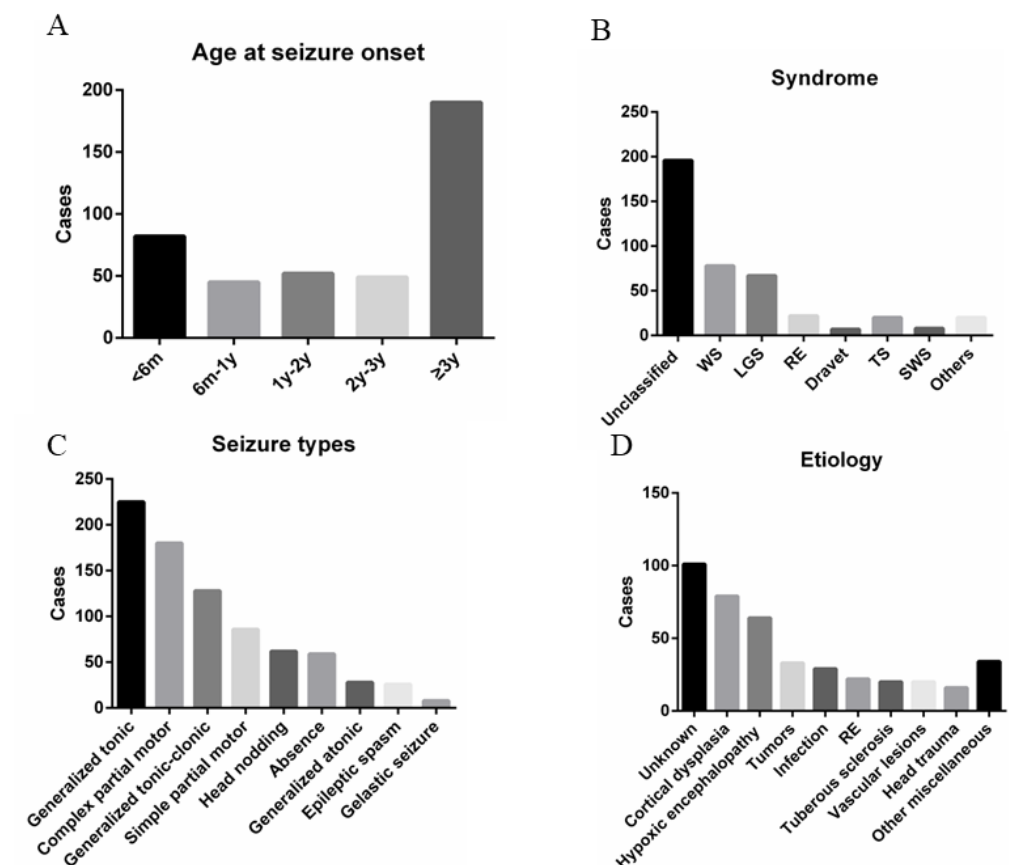 A
Age at seizure onset
Cases
200
150
100
50
0
<6m
6m-1y
1y-2y
2y-3y
≥3y
B
Syndrome
Cases
250
200
150
100
50
0
Unclassified
WS
LGS
RE
Dravet
TS
SWS
Others
C
Seizure types
Cases
250
200
150
100
50
0
Generalized tonic
Complex partial motor
Generalized tonic-clonic
Simple partial motor
Head nodding
Absence
Generalized atonic
Epileptic spasm
Gelastic seizure
D
Etiology
Cases
150
100
50
0
Unknown
Cortical dysplasia
Hypoxic encephalopathy
Tumors
Infection
RE
Tuberous sclerosis
Vascular lesions
Head trauma
Other miscellaneous